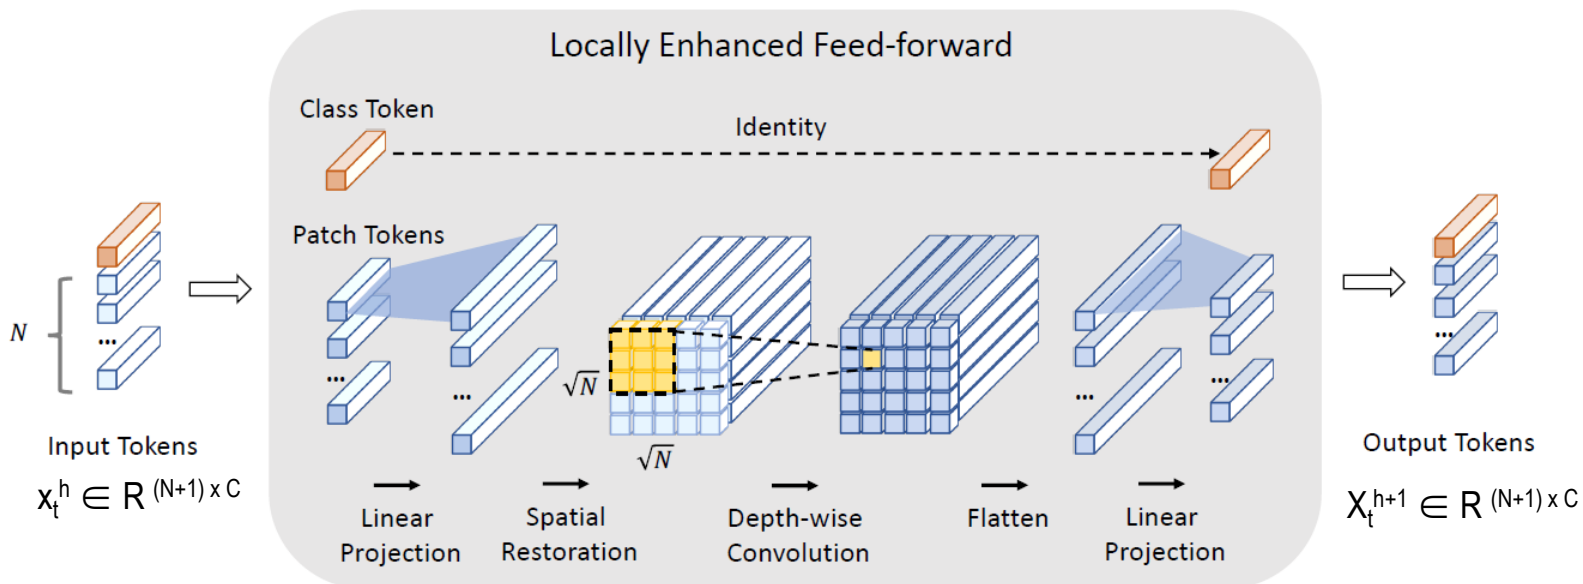 Locally Enhanced Feed-forward
Class Token
Identity
Patch Tokens
N
...
...
...
√N
√N
...
...
...
Input Tokens
x_t^h ∈ R^(N+1) x C
Output Tokens
X_t^h+1 ∈ R^(N+1) x C
Linear
Projection
Spatial
Restoration
Depth-wise
Convolution
Flatten
Linear
Projection